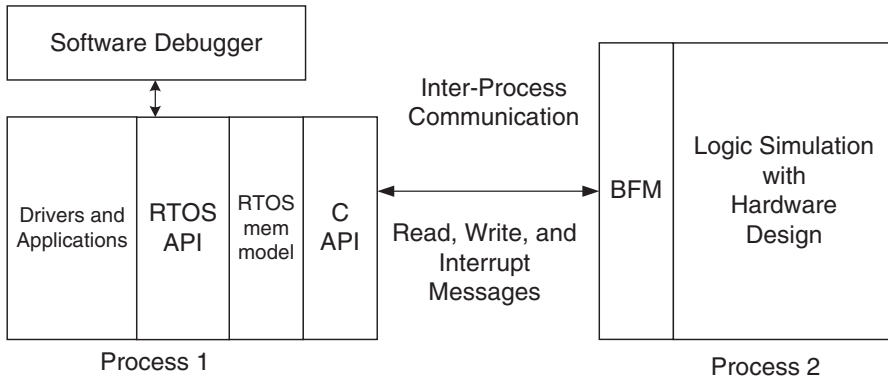 Software Debugger
Drivers and
Applications
RTOS
API
RTOS
mem
model
C
API
Process 1
Inter-Process
Communication
Read, Write, and
Interrupt
Messages
BFM
Logic Simulation
with
Hardware
Design
Process 2